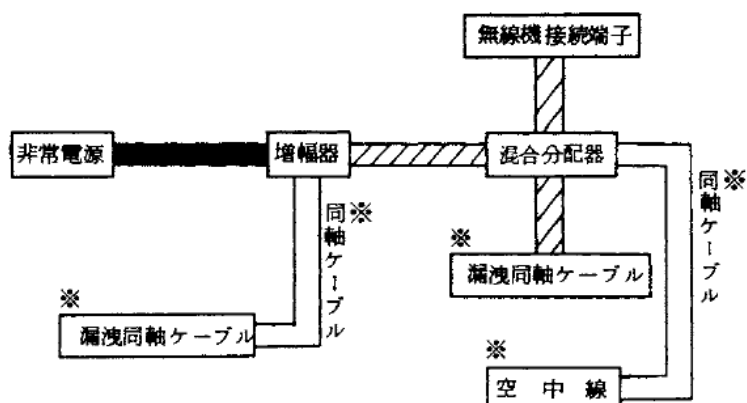 無線機接続端子
非常電源
増幅器
混合分配器
※
同軸ケーブル
※
同軸ケーブル
※
漏洩同軸ケーブル
※
漏洩同軸ケーブル
※
空中線